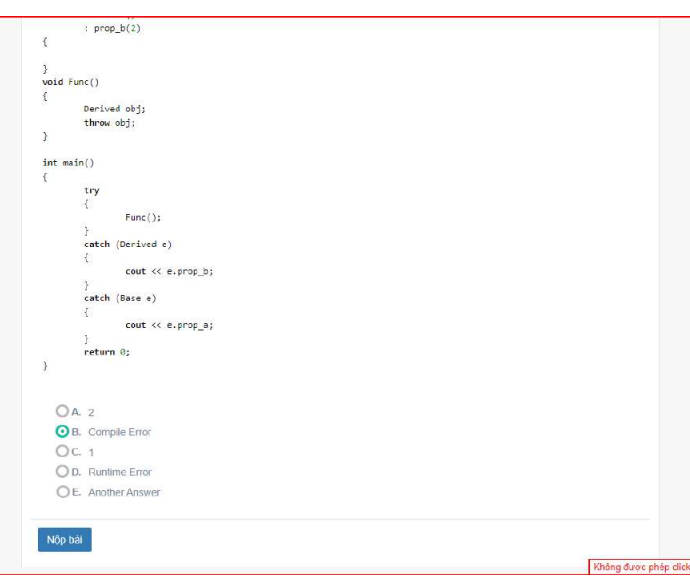 : prop_b(2)
{
}
void Func()
{
Derived obj;
throw obj;
}
int main()
{
try
{
Func();
}
catch (Derived e)
{
cout << e.prop_b;
}
catch (Base e)
{
cout << e.prop_a;
}
return 0;
}
A. 2
B. Compile Error
C. 1
D. Runtime Error
E. Another Answer
Nộp bài
Không được phép click